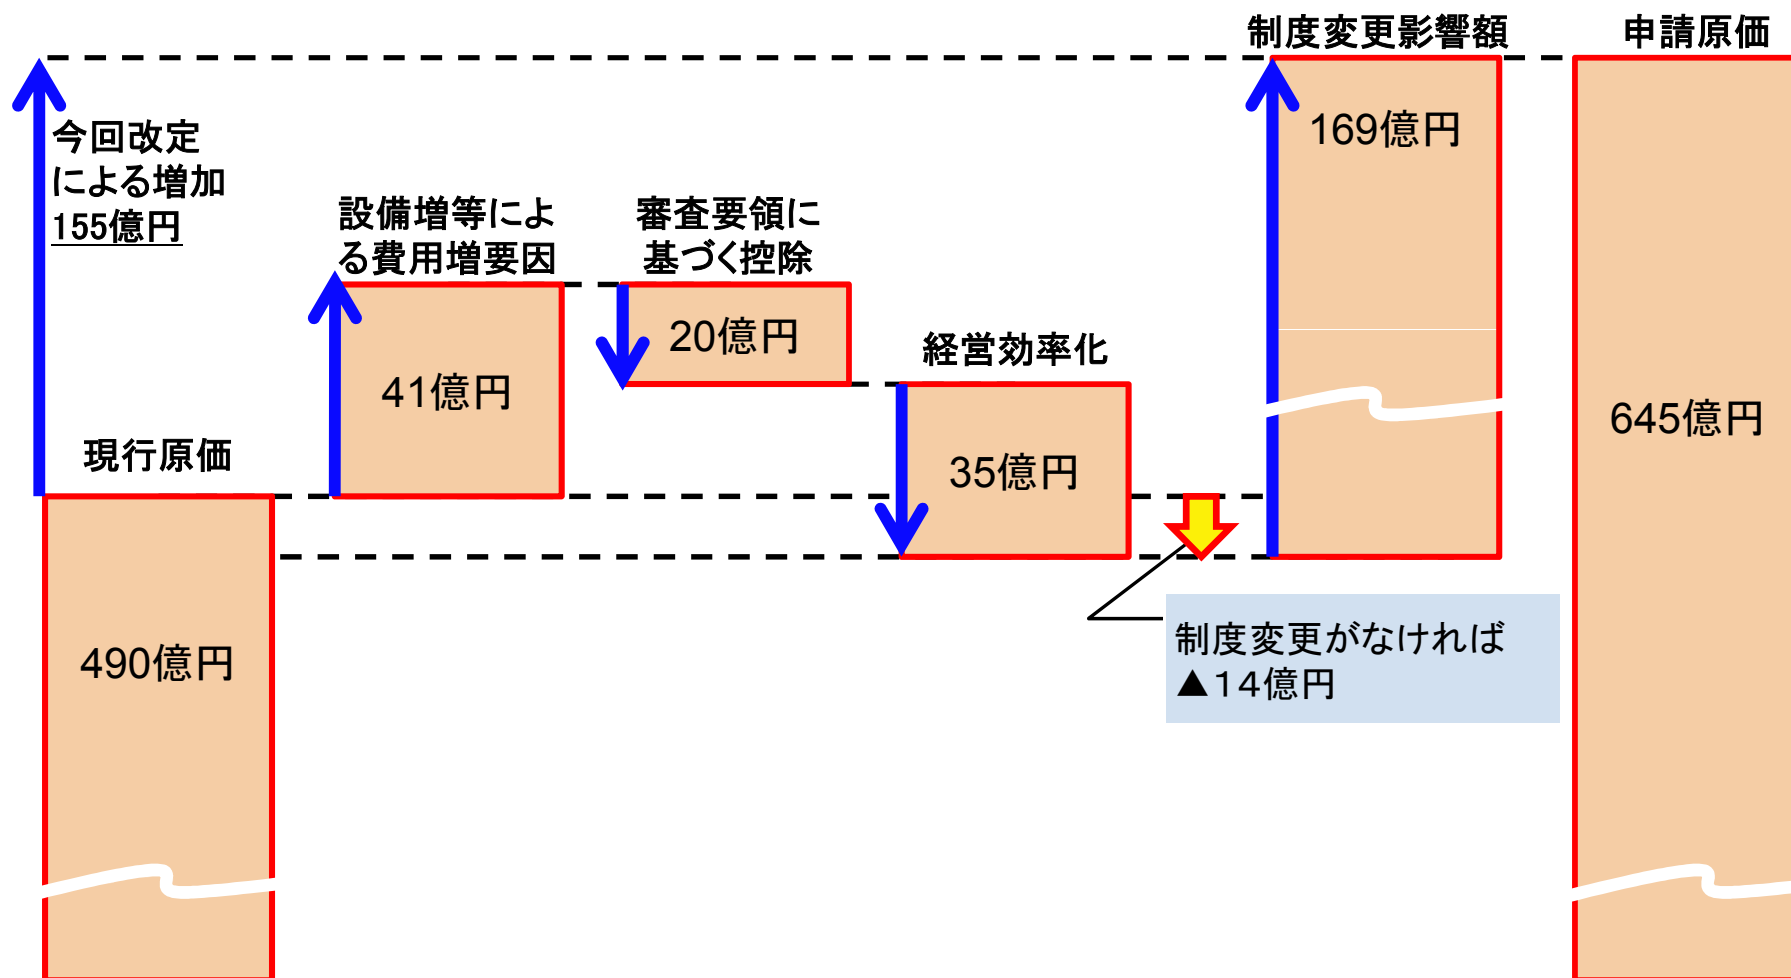 制度変更影響額
申請原価
今回改定
による増加
155億円
169億円
設備増等によ
る費用増要因
審査要領に
基づく控除
20億円
経営効率化
41億円
645億円
現行原価
35億円
490億円
制度変更がなければ
▲14億円